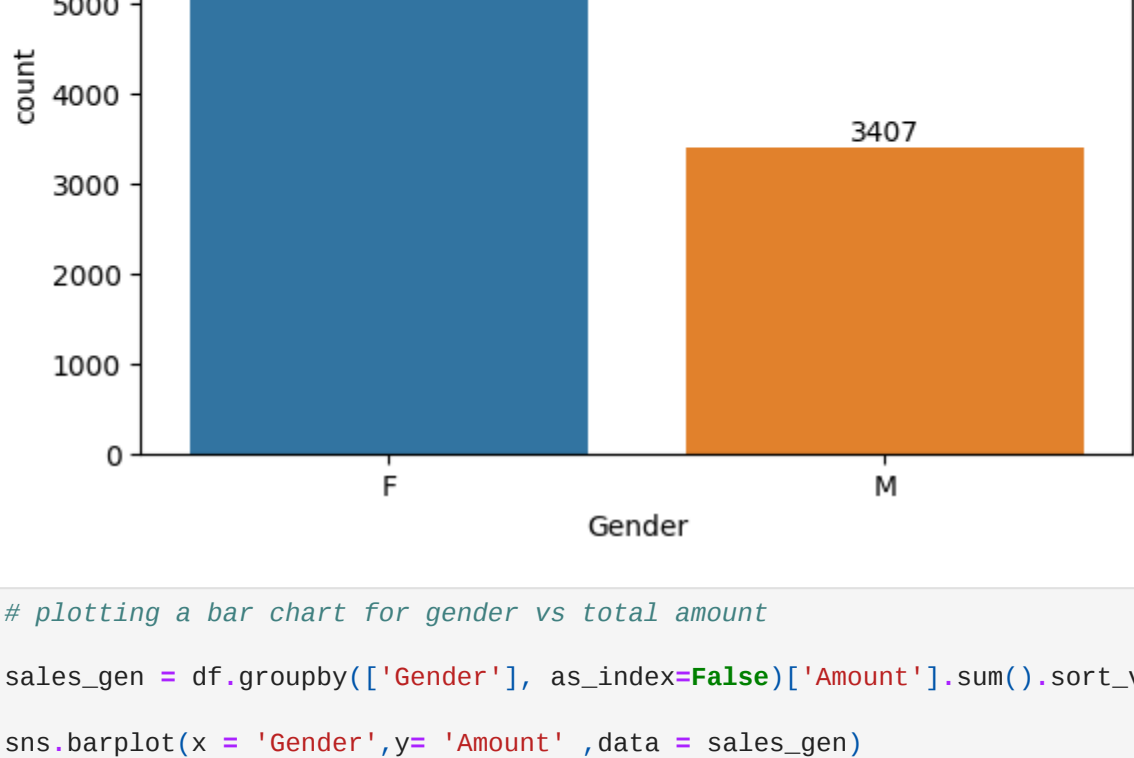 5000
count
4000
3407
3000
2000
1000
0
F M
Gender
# plotting a bar chart for gender vs total amount
sales_gen = df.groupby(['Gender'], as_index=False)['Amount'].sum().sort_
sns.barplot(x = 'Gender',y= 'Amount' ,data = sales_gen)